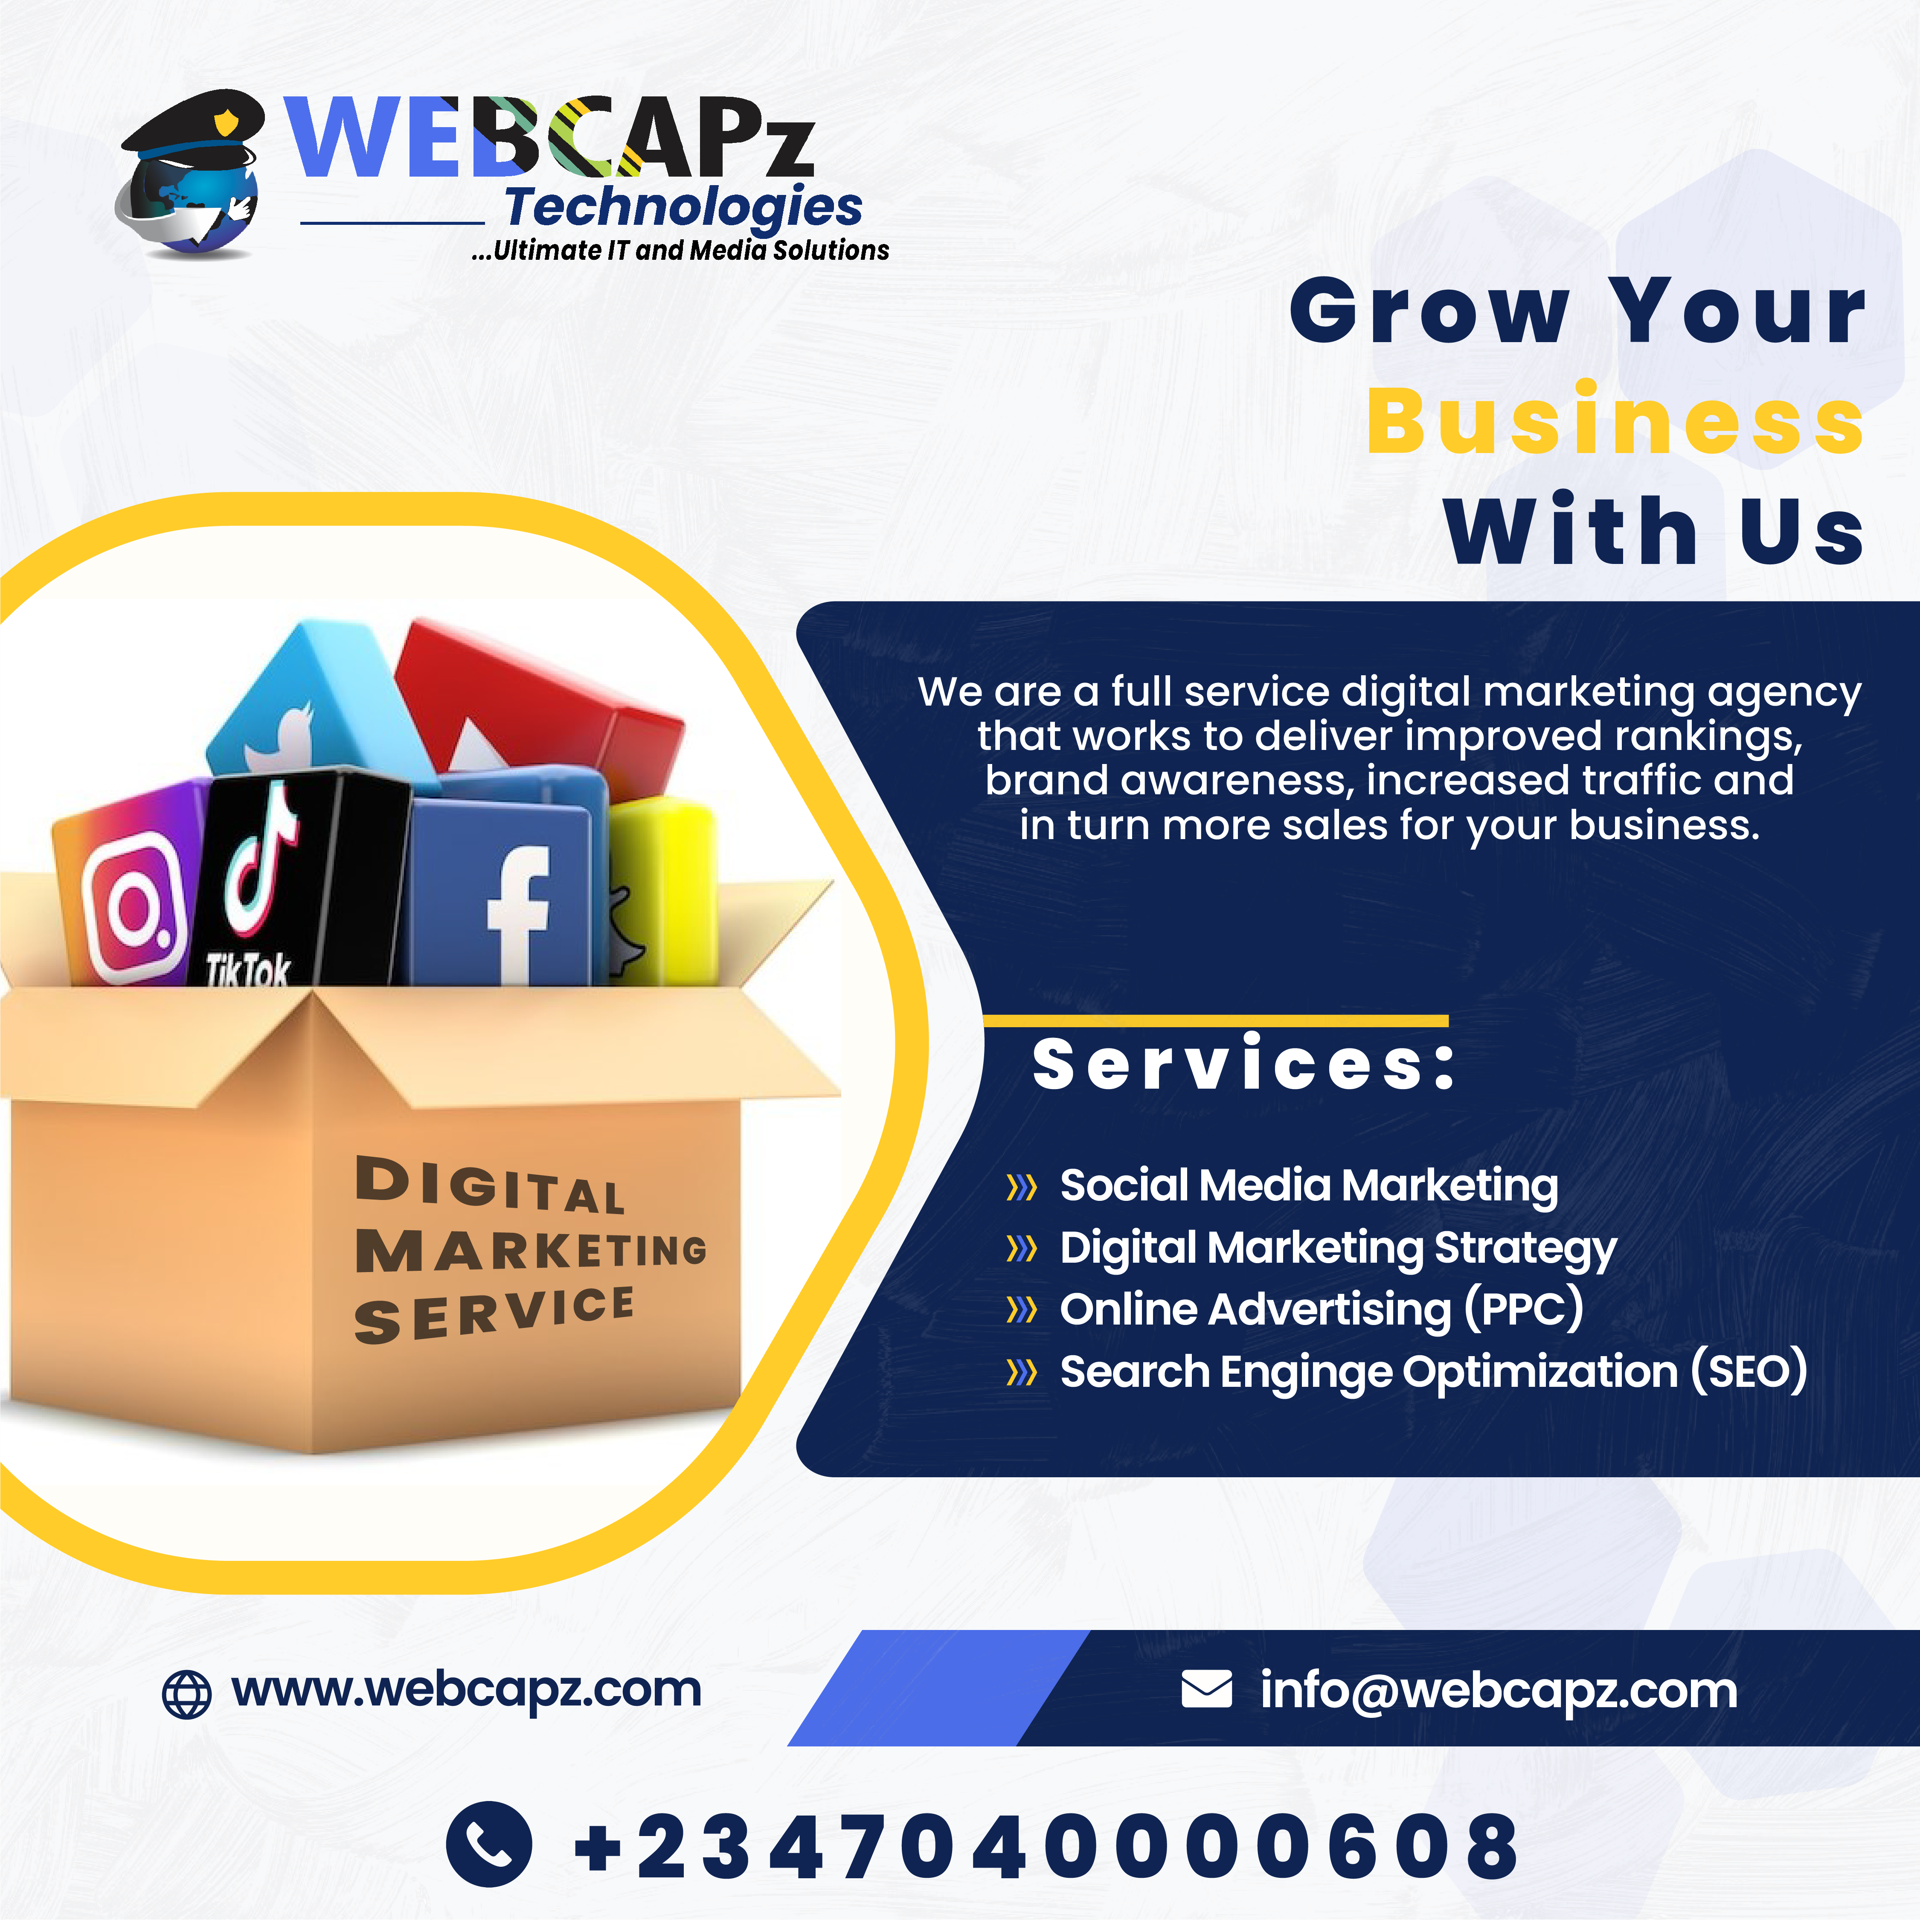 WEBCAPz
Technologies
...Ultimate IT and Media Solutions
Grow Your
Business
With Us
We are a full service digital marketing agency
that works to deliver improved rankings,
brand awareness, increased traffic and
in turn more sales for your business.
TikTok
DIGITAL
MARKETING
SERVICE
Services:
Social Media Marketing
Digital Marketing Strategy
Online Advertising (PPC)
Search Enginge Optimization (SEO)
www.webcapz.com
info@webcapz.com
+2347040000608